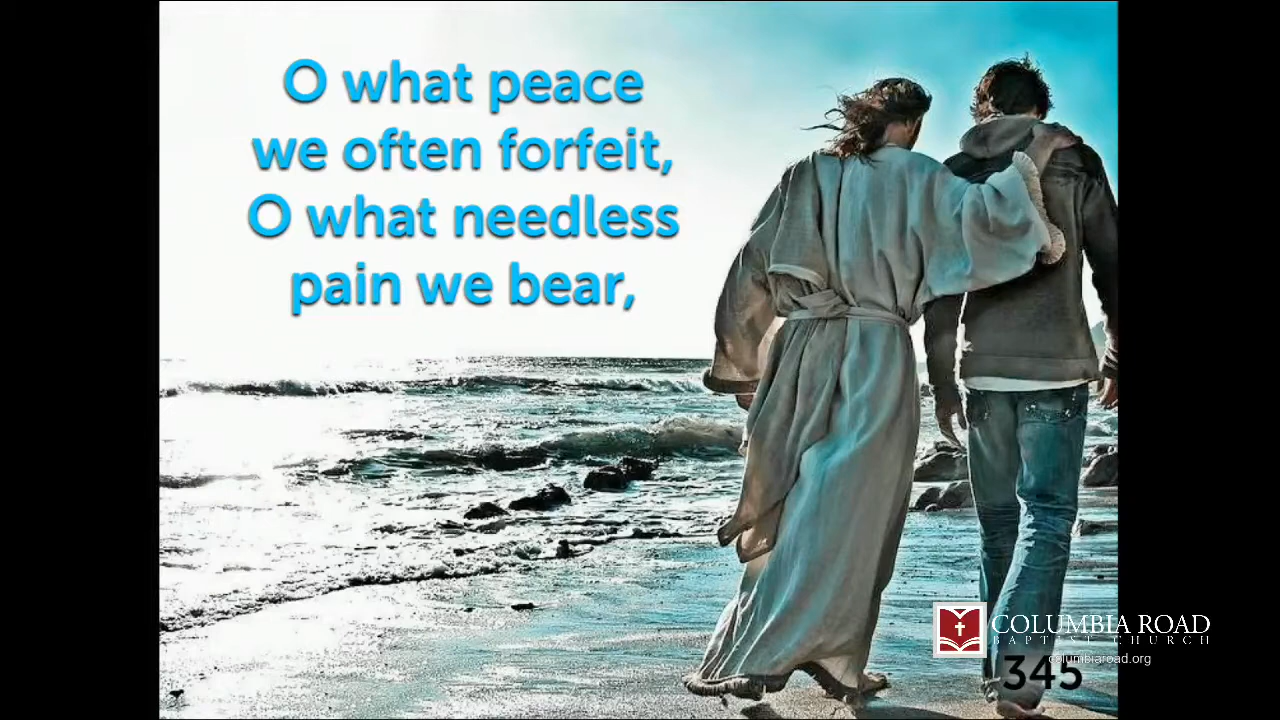 O what peace
we often forfeit,
O what needless
pain we bear,
COLUMBIA ROAD
BAPTIST CHURCH
columbiaroad.org
345